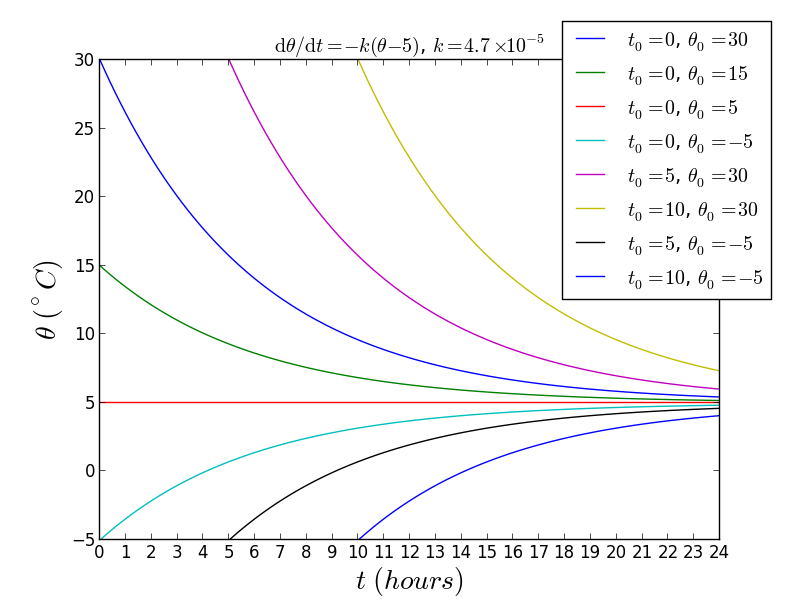 dθ/dt=−k(θ−5), k=4.7×10⁻⁵
t₀=0, θ₀=30
t₀=0, θ₀=15
t₀=0, θ₀=5
t₀=0, θ₀=−5
t₀=5, θ₀=30
t₀=10, θ₀=30
t₀=5, θ₀=−5
t₀=10, θ₀=−5
30
25
20
15
10
5
0
−5
θ (°C)
0 1 2 3 4 5 6 7 8 9 10 11 12 13 14 15 16 17 18 19 20 21 22 23 24
t (hours)